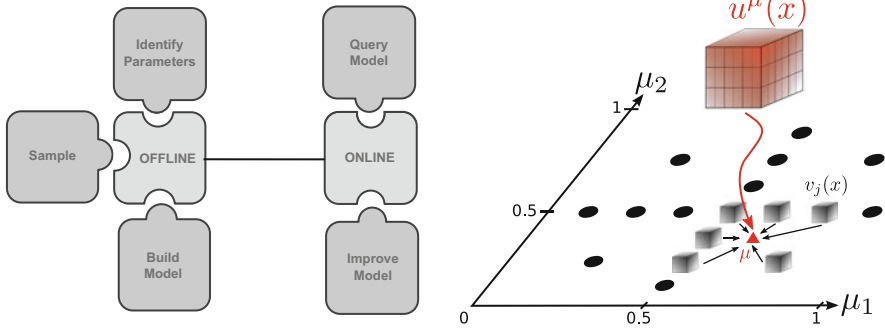 Identify
Parameters
Query
Model
Sample
OFFLINE
ONLINE
Build
Model
Improve
Model
u^μ(x)
μ_2
1
v_j(x)
0.5
μ
0
0.5
1
μ_1